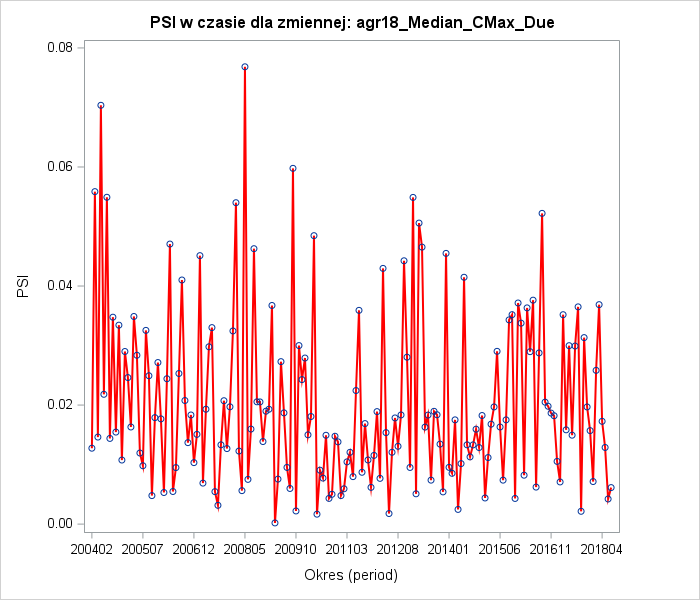 PSI w czasie dla zmiennej: agr18_Median_CMax_Due
0.08
0.06
0.04
0.02
0.00
PSI
200402 200507 200612 200805 200910 201103 201208 201401 201506 201611 201804
Okres (period)